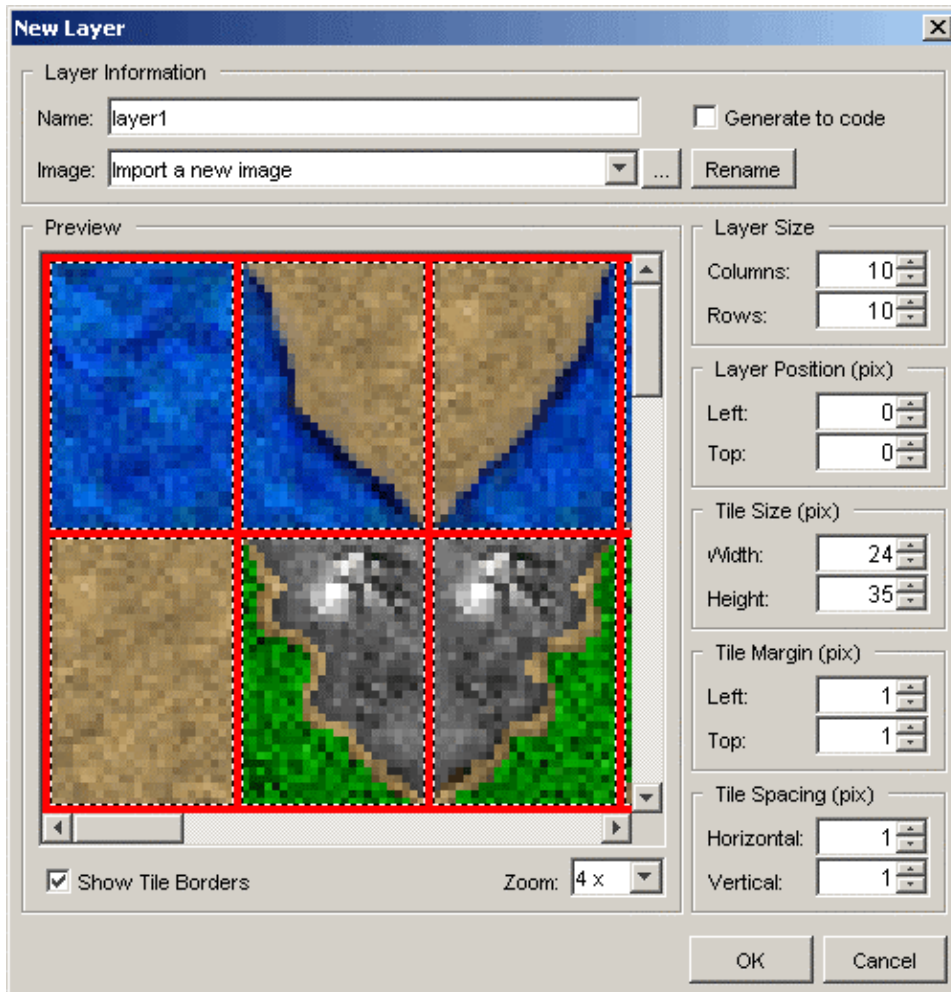 New Layer
Layer Information
Name: layer1
Generate to code
Image: Import a new image ... Rename
Preview
Layer Size
Columns: 10
Rows: 10
Layer Position (pix)
Left: 0
Top: 0
Tile Size (pix)
Width: 24
Height: 35
Tile Margin (pix)
Left: 1
Top: 1
Tile Spacing (pix)
Horizontal: 1
Vertical: 1
Show Tile Borders
Zoom: 4 x
OK Cancel